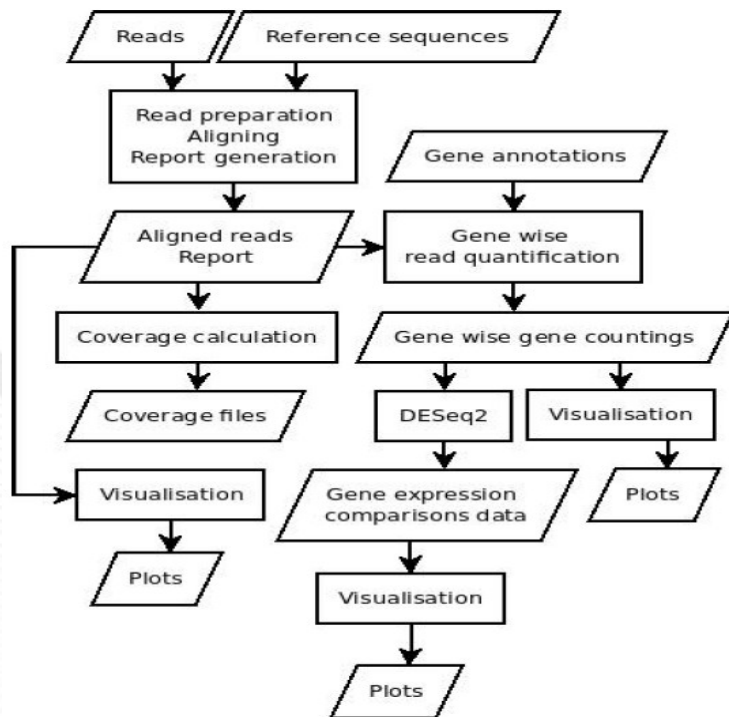 Reads
Reference sequences
Read preparation
Aligning
Report generation
Gene annotations
Aligned reads
Report
Gene wise
read quantification
Coverage calculation
Gene wise gene countings
Coverage files
DESeq2
Visualisation
Visualisation
Gene expression
comparisons data
Plots
Plots
Visualisation
Plots